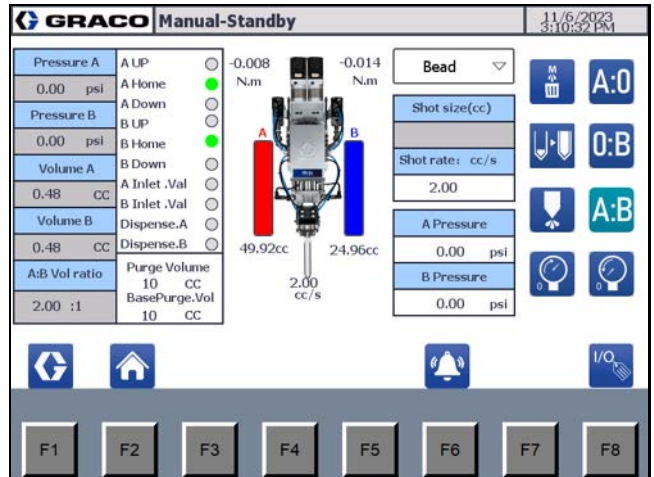 GRACO Manual-Standby 11/6/2023
3:10:32 PM
Pressure A
0.00 psi
Pressure B
0.00 psi
Volume A
0.48 CC
Volume B
0.48 CC
A:B Vol ratio
2.00 :1
A UP
A Home
A Down
B UP
B Home
B Down
A Inlet .Val
B Inlet .Val
Dispense.A
Dispense.B
Purge Volume
10 CC
BasePurge.Vol
10 CC
-0.008
N.m
-0.014
N.m
A B
49.92cc 24.96cc
2.00
cc/s
Bead
Shot size(cc)
Shot rate: cc/s
2.00
A Pressure
0.00 psi
B Pressure
0.00 psi
M
A:0
0:B
A:B
0 0
I/O
F1 F2 F3 F4 F5 F6 F7 F8